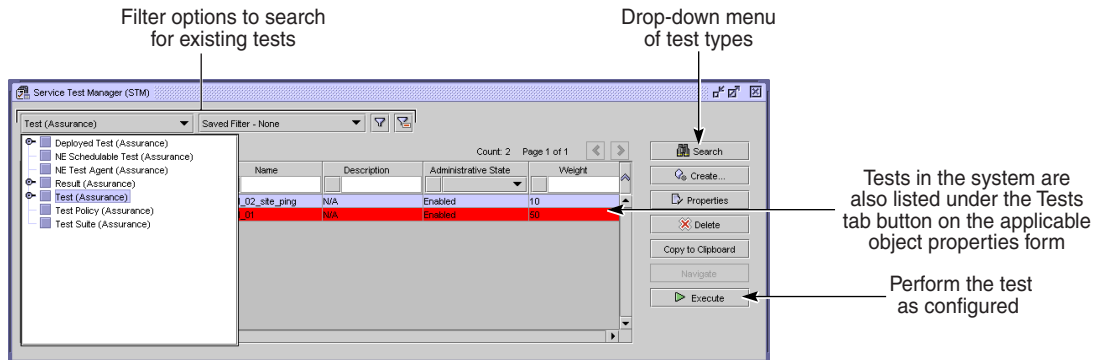 Filter options to search
for existing tests
Drop-down menu
of test types
Service Test Manager (STM)
Test (Assurance)
Saved Filter - None
Deployed Test (Assurance)
NE Schedulable Test (Assurance)
NE Test Agent (Assurance)
Result (Assurance)
Test (Assurance)
Test Policy (Assurance)
Test Suite (Assurance)
Count: 2 Page 1 of 1
Name Description Administrative State Weight
_02_site_ping N/A Enabled 10
_01 N/A Enabled 50
Search
Create...
Properties
Delete
Copy to Clipboard
Navigate
Execute
Tests in the system are
also listed under the Tests
tab button on the applicable
object properties form
Perform the test
as configured